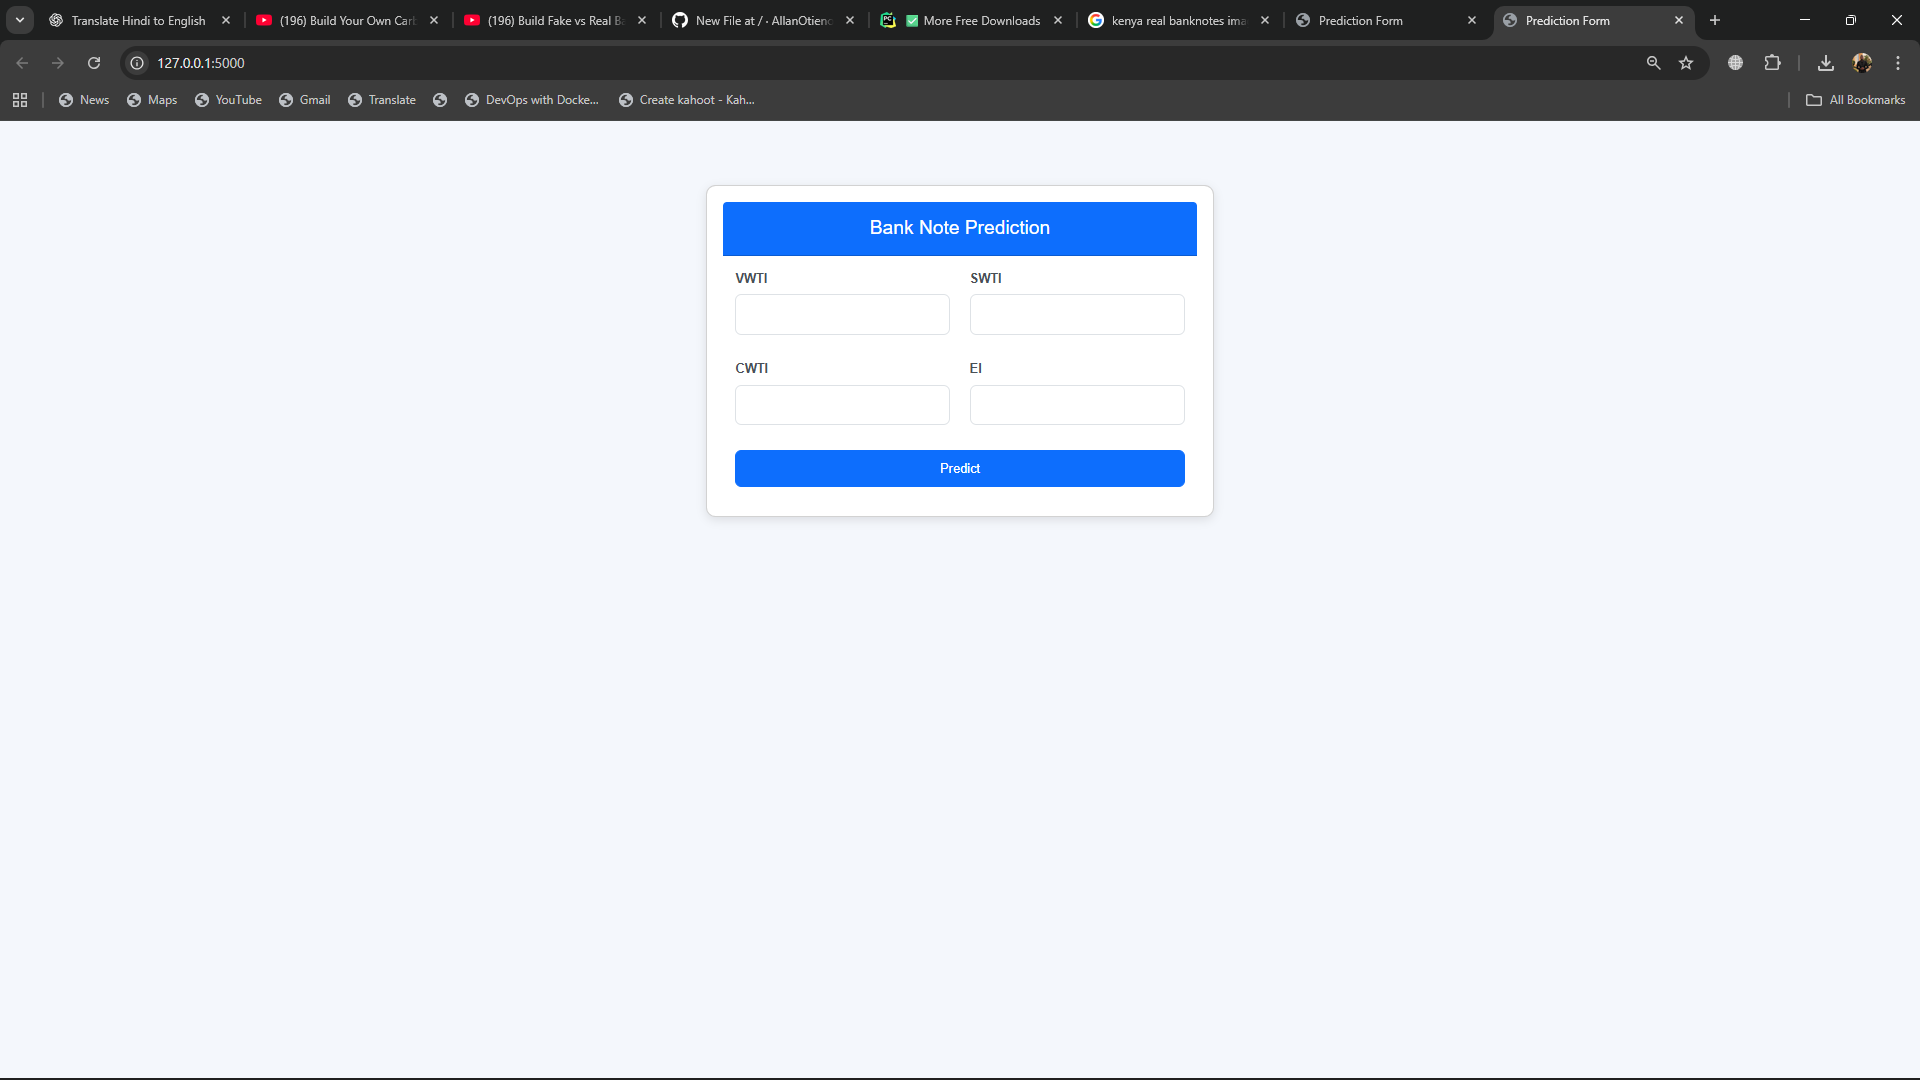 Translate Hindi to English
(196) Build Your Own Car
(196) Build Fake vs Real B
New File at / · AllanOtieno
✅ More Free Downloads
kenya real banknotes ima
Prediction Form
Prediction Form
127.0.0.1:5000
News
Maps
YouTube
Gmail
Translate
DevOps with Docke...
Create kahoot - Kah...
All Bookmarks
Bank Note Prediction
VWTI
SWTI
CWTI
EI
Predict